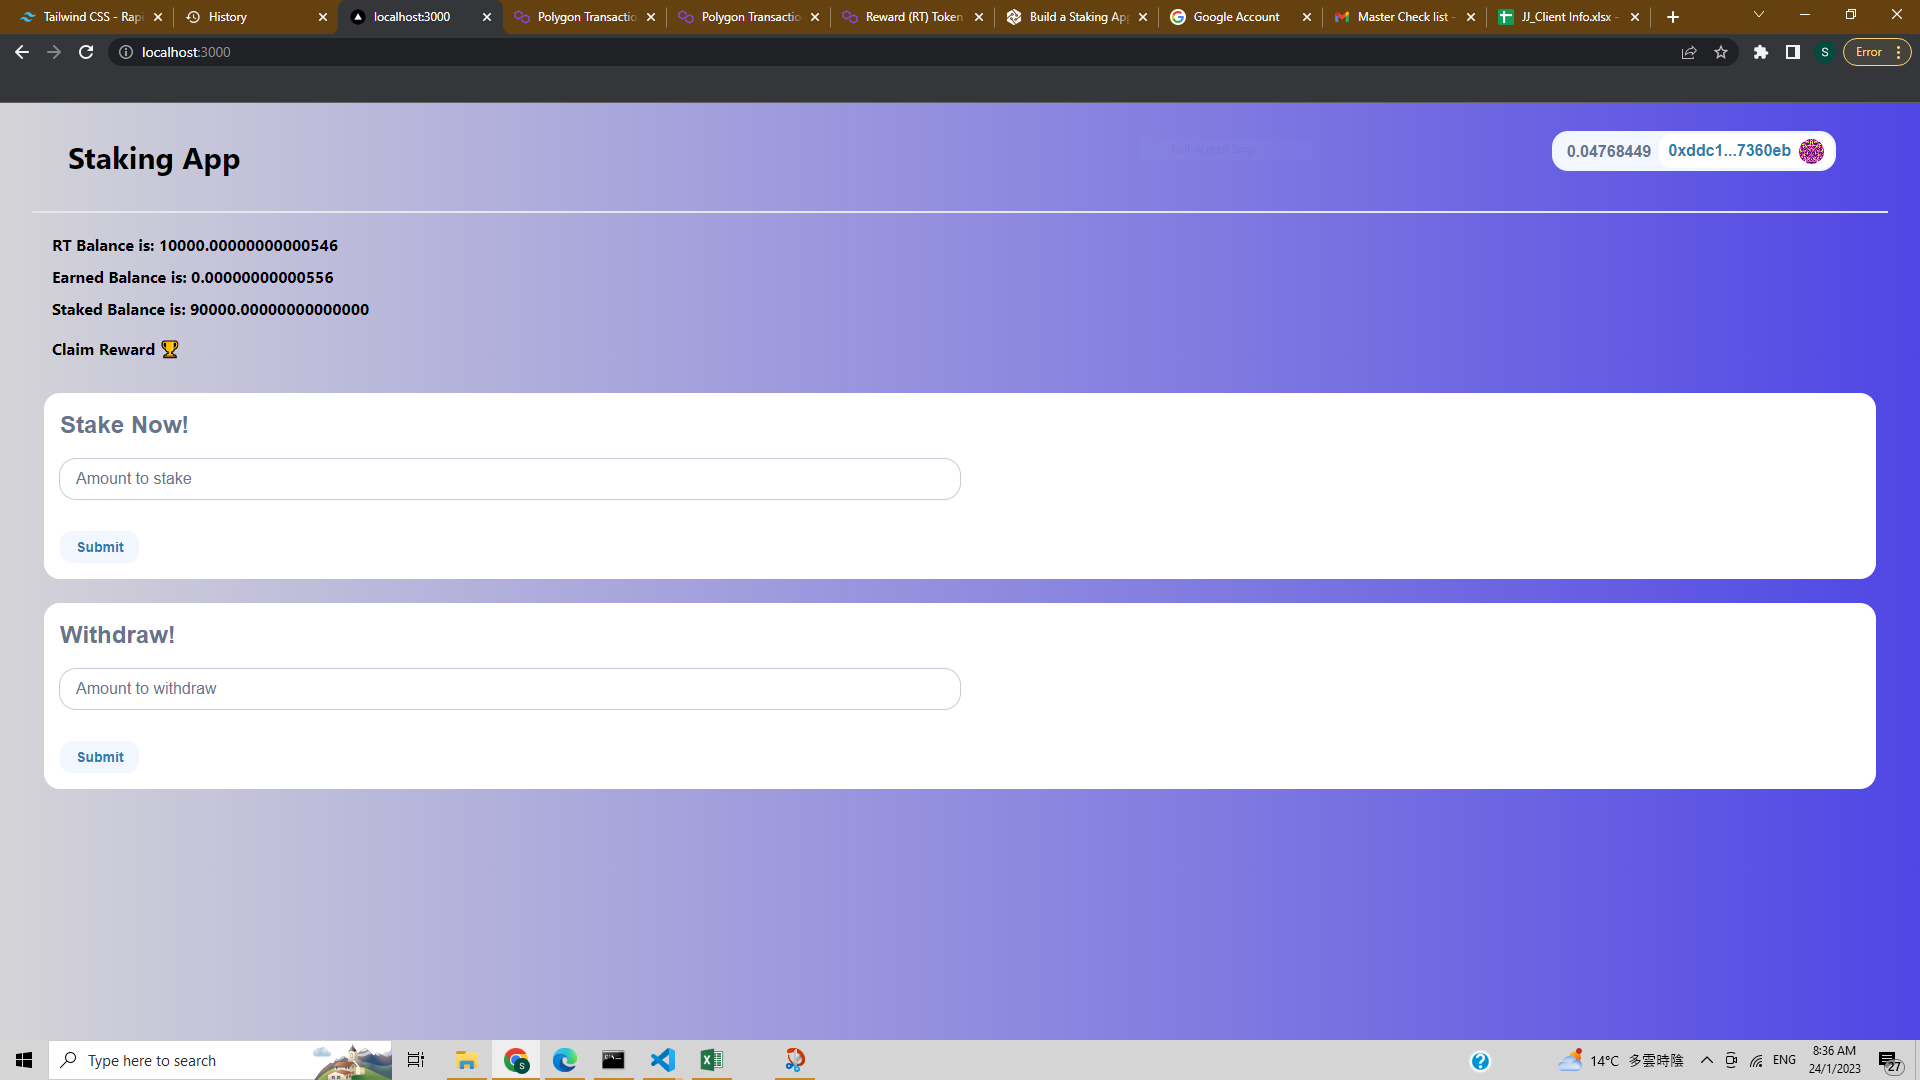 Tailwind CSS - Rapi
History
localhost:3000
Polygon Transactio
Polygon Transactio
Reward (RT) Token
Build a Staking App
Google Account
Master Check list -
JJ_Client Info.xlsx -
localhost:3000
S
Error
Staking App
0.04768449
0xddc1...7360eb
RT Balance is: 10000.00000000000546
Earned Balance is: 0.00000000000556
Staked Balance is: 90000.00000000000000
Claim Reward
Stake Now!
Amount to stake
Submit
Withdraw!
Amount to withdraw
Submit
Type here to search
14°C 多雲時陰
ENG
8:36 AM
24/1/2023
27